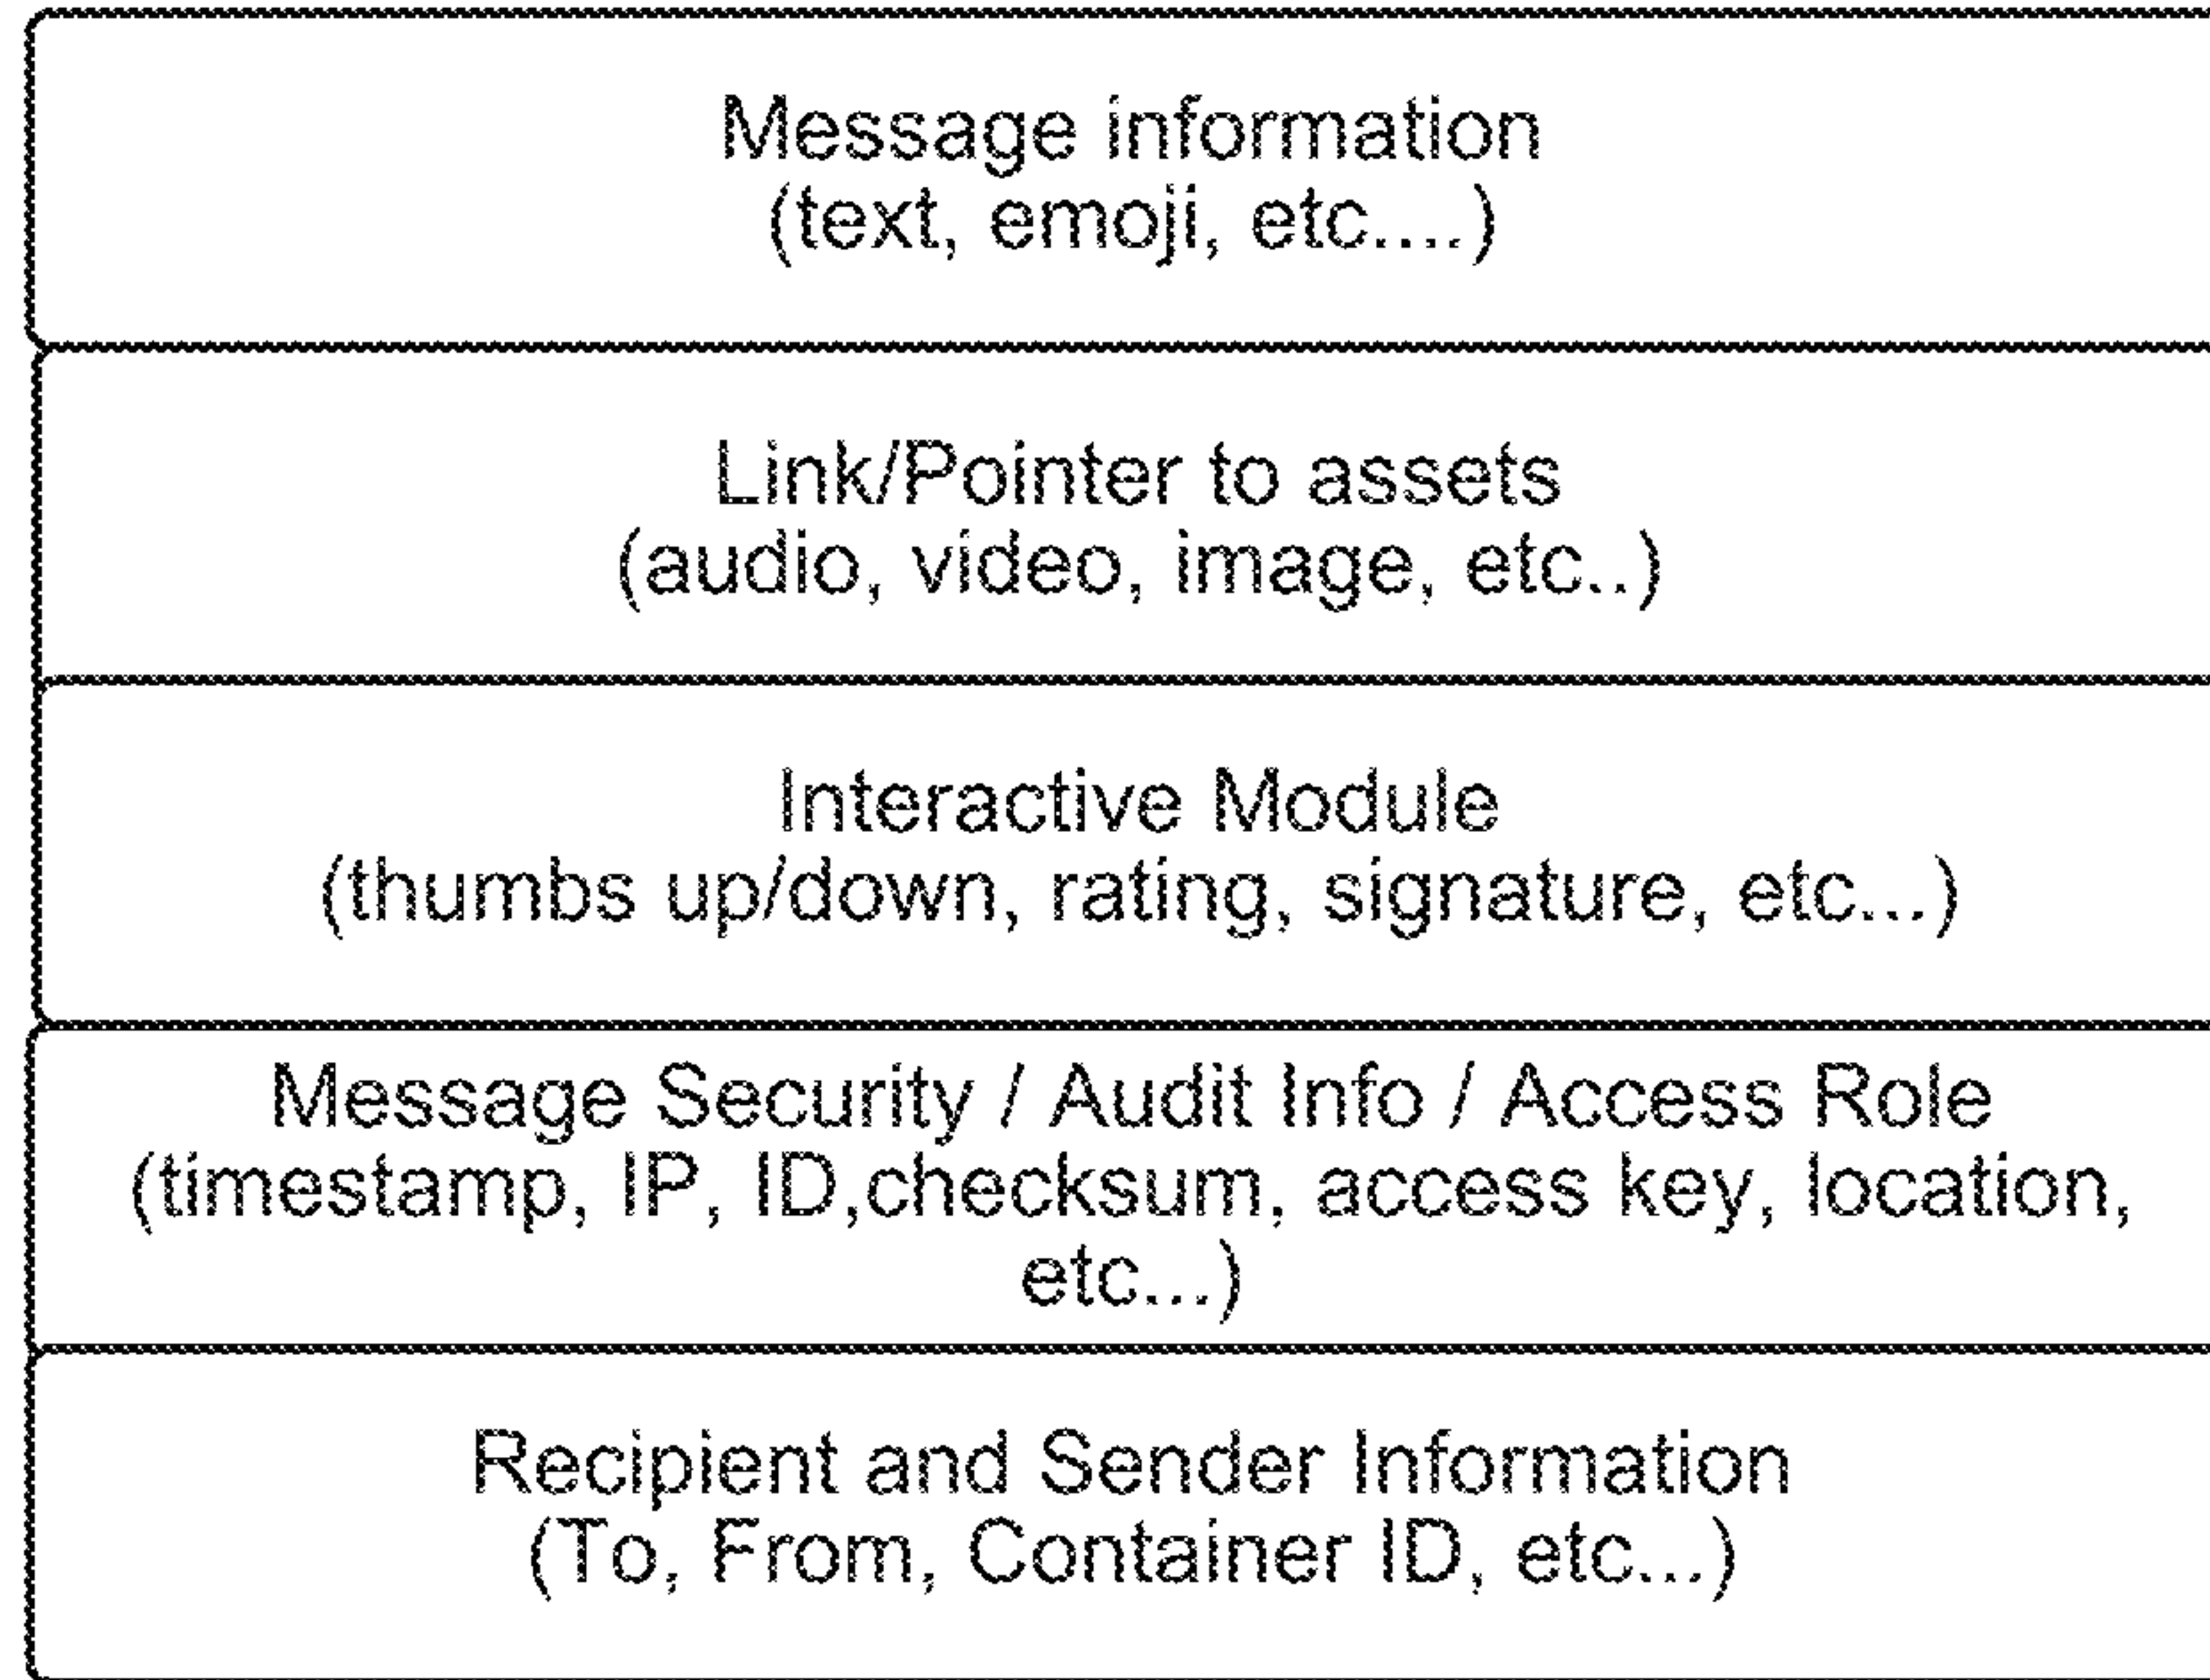 Message information
(text, emoji, etc....)
Link/Pointer to assets
(audio, video, image, etc..)
Interactive Module
(thumbs up/down, rating, signature, etc...)
Message Security / Audit Info / Access Role
(timestamp, IP, ID,checksum, access key, location,
etc...)
Recipient and Sender Information
(To, From, Container ID, etc...)